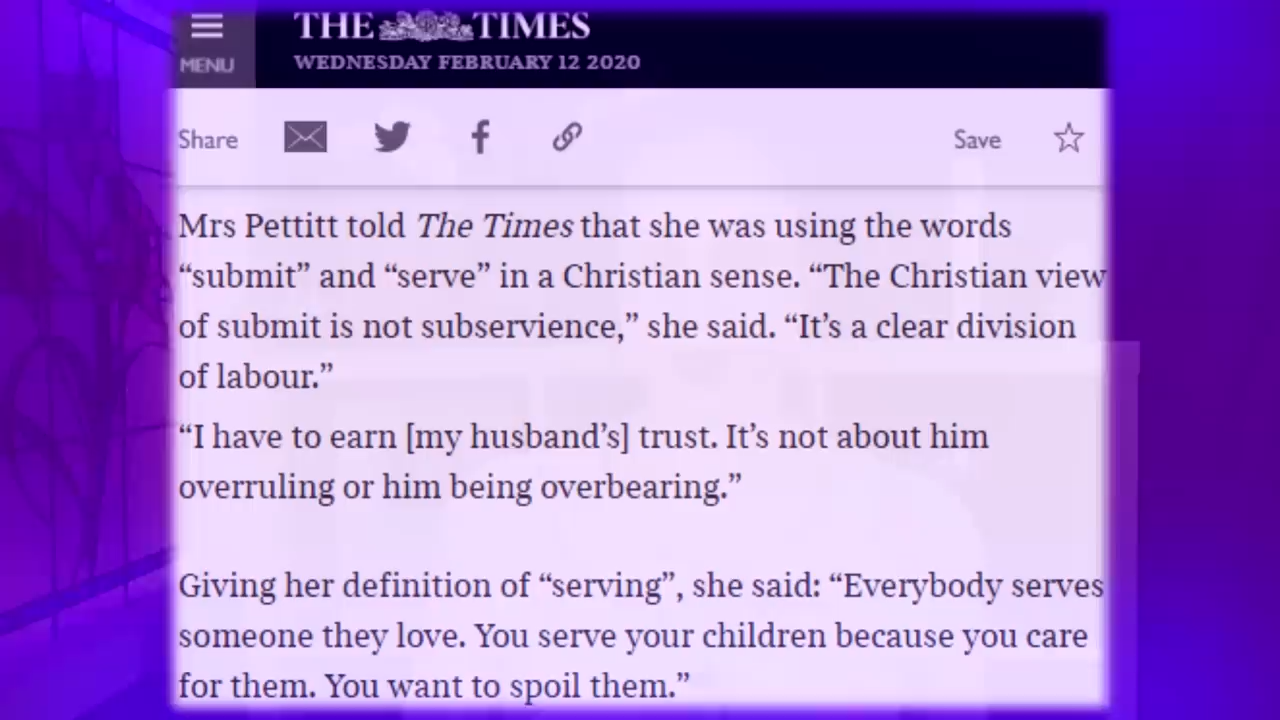 THE TIMES
MENU
WEDNESDAY FEBRUARY 12 2020
Share
Save
Mrs Pettitt told The Times that she was using the words
“submit” and “serve” in a Christian sense. “The Christian view
of submit is not subservience,” she said. “It’s a clear division
of labour.”
“I have to earn [my husband’s] trust. It’s not about him
overruling or him being overbearing.”
Giving her definition of “serving”, she said: “Everybody serves
someone they love. You serve your children because you care
for them. You want to spoil them.”